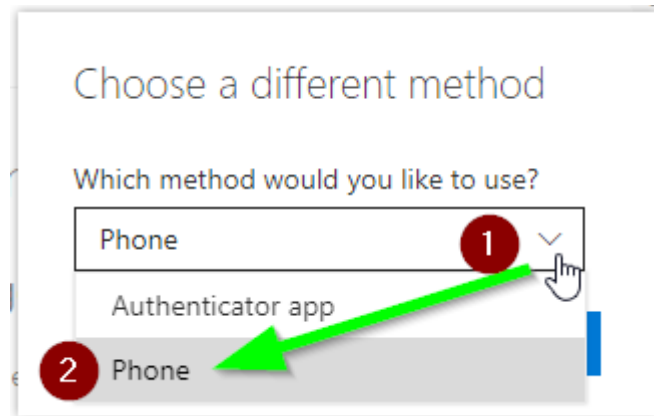 Choose a different method
Which method would you like to use?
Phone
1
Authenticator app
2
Phone